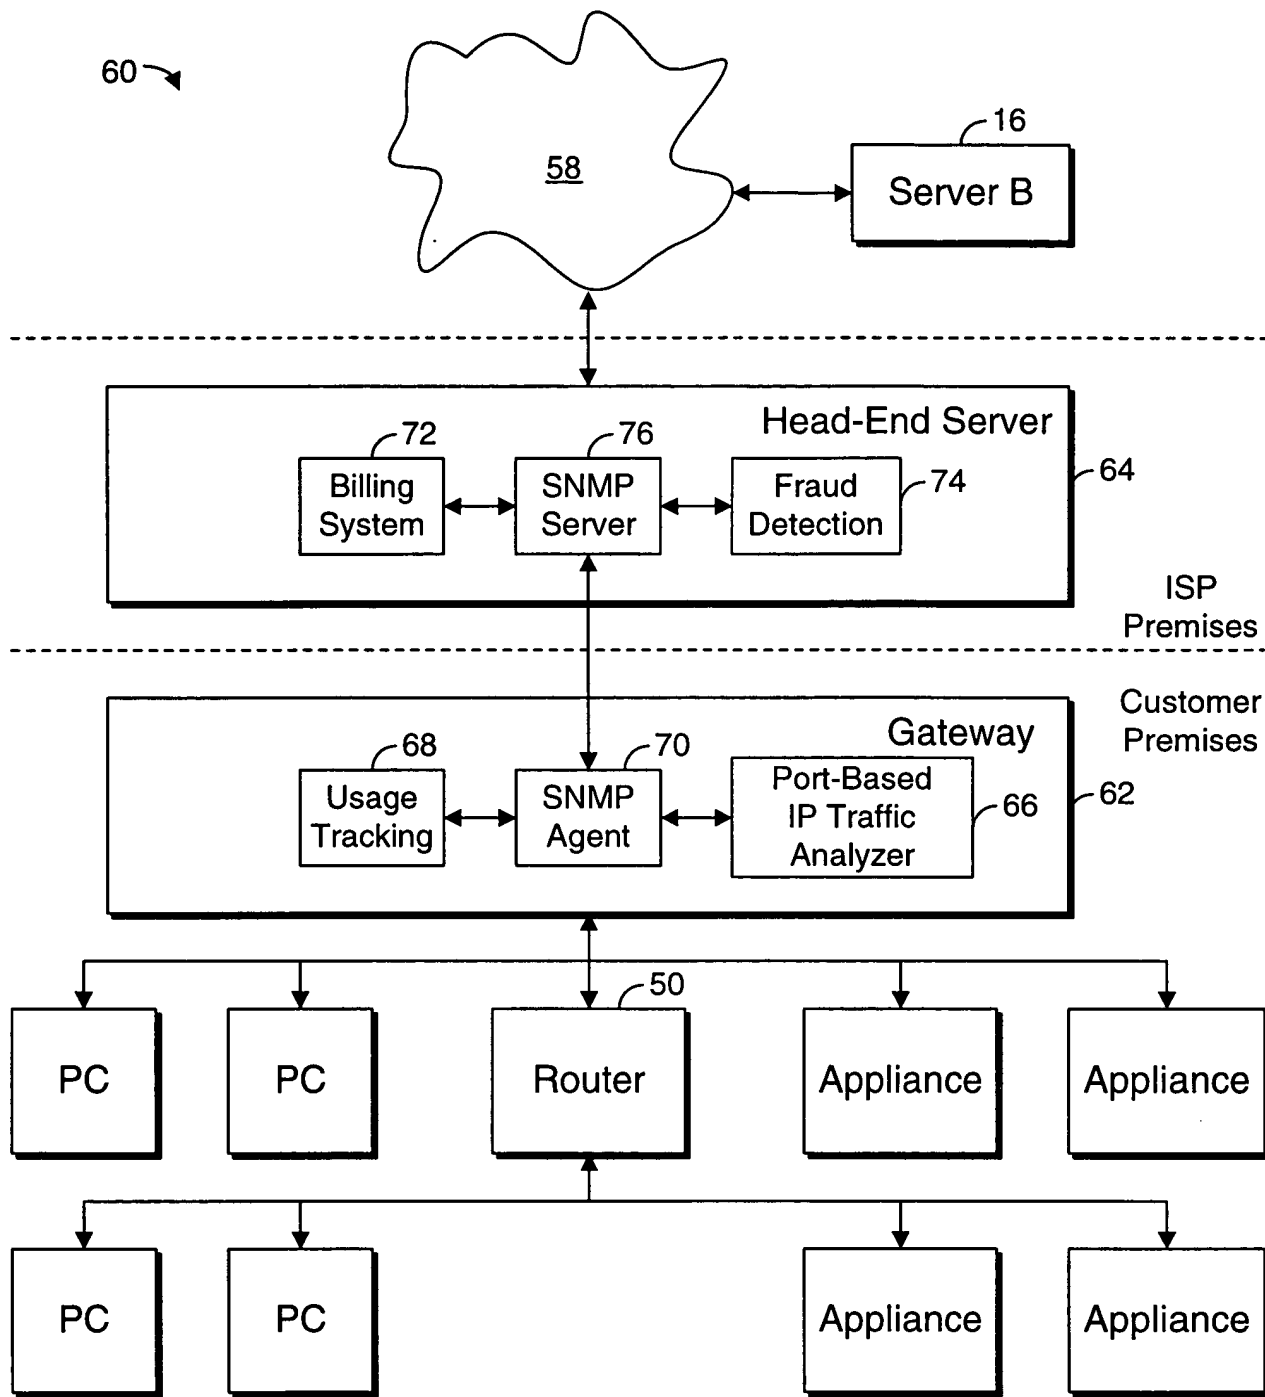 60
58
16
Server B
Head-End Server
72
76
74
64
Billing
System
SNMP
Server
Fraud
Detection
ISP
Premises
Customer
Premises
Gateway
68
70
66
62
Usage
Tracking
SNMP
Agent
Port-Based
IP Traffic
Analyzer
50
PC
PC
Router
Appliance
Appliance
PC
PC
Appliance
Appliance